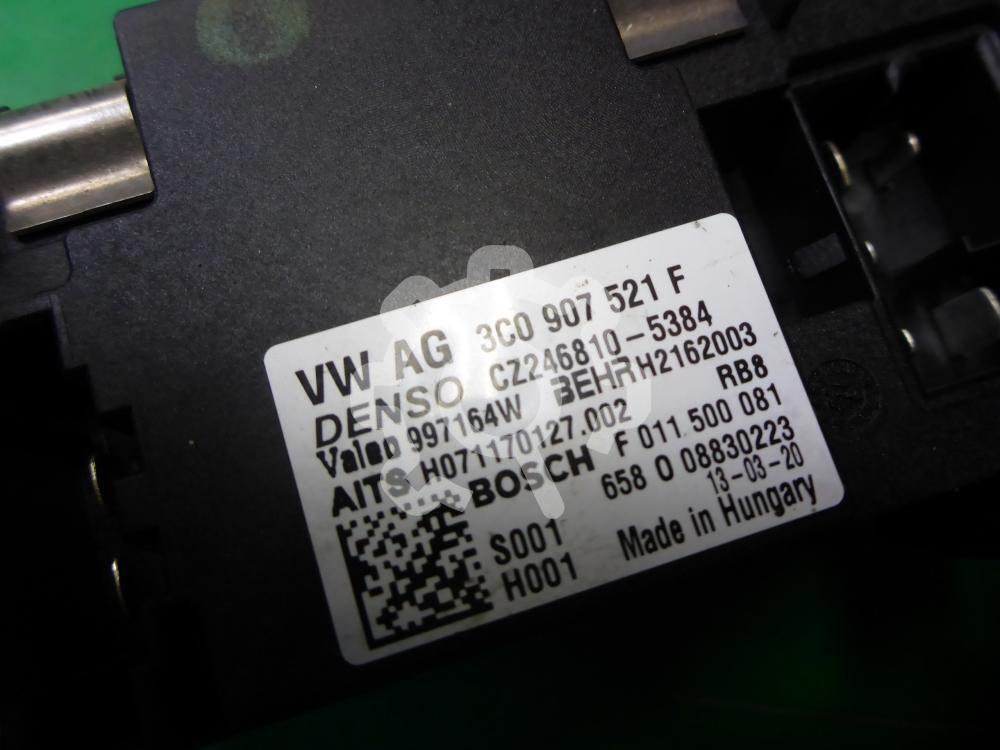 VW AG 3C0 907 521 F
DENSO CZ246810-5384
Valeo 997164W BEHR H2162003
AITS H071170127.002 RB8
BOSCH F 011 500 081
658 0 08830223
S001 13-03-20
H001 Made in Hungary